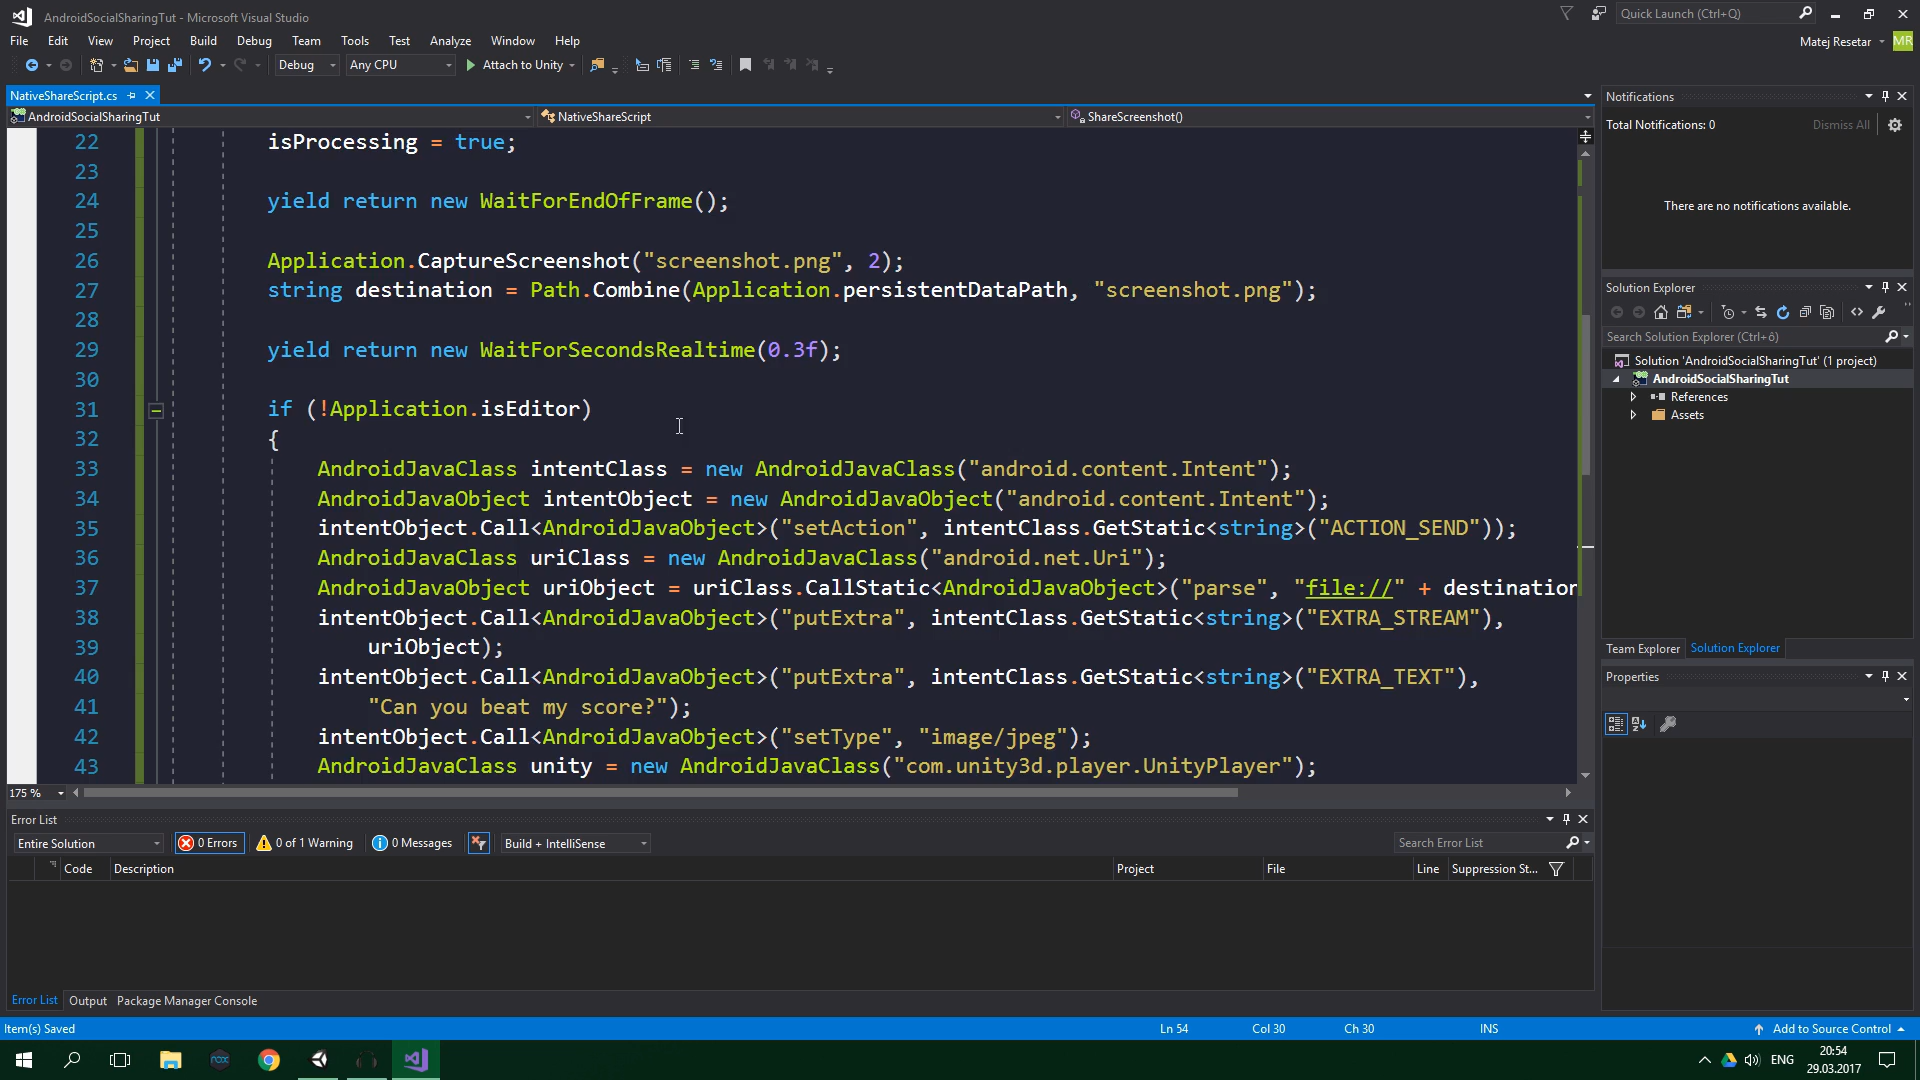 AndroidSocialSharingTut - Microsoft Visual Studio
Quick Launch (Ctrl+Q)
File Edit View Project Build Debug Team Tools Test Analyze Window Help
Matej Resetar MR
Debug Any CPU Attach to Unity
NativeShareScript.cs
AndroidSocialSharingTut NativeShareScript ShareScreenshot()
22 isProcessing = true;
23
24 yield return new WaitForEndOfFrame();
25
26 Application.CaptureScreenshot("screenshot.png", 2);
27 string destination = Path.Combine(Application.persistentDataPath, "screenshot.png");
28
29 yield return new WaitForSecondsRealtime(0.3f);
30
31 if (!Application.isEditor)
32 {
33 AndroidJavaClass intentClass = new AndroidJavaClass("android.content.Intent");
34 AndroidJavaObject intentObject = new AndroidJavaObject("android.content.Intent");
35 intentObject.Call<AndroidJavaObject>("setAction", intentClass.GetStatic<string>("ACTION_SEND"));
36 AndroidJavaClass uriClass = new AndroidJavaClass("android.net.Uri");
37 AndroidJavaObject uriObject = uriClass.CallStatic<AndroidJavaObject>("parse", "file://" + destination
38 intentObject.Call<AndroidJavaObject>("putExtra", intentClass.GetStatic<string>("EXTRA_STREAM"),
39 uriObject);
40 intentObject.Call<AndroidJavaObject>("putExtra", intentClass.GetStatic<string>("EXTRA_TEXT"),
41 "Can you beat my score?");
42 intentObject.Call<AndroidJavaObject>("setType", "image/jpeg");
43 AndroidJavaClass unity = new AndroidJavaClass("com.unity3d.player.UnityPlayer");
175 %
Notifications
Total Notifications: 0 Dismiss All
There are no notifications available.
Solution Explorer
Search Solution Explorer (Ctrl+ô)
Solution 'AndroidSocialSharingTut' (1 project)
AndroidSocialSharingTut
References
Assets
Team Explorer Solution Explorer
Properties
Error List
Entire Solution 0 Errors 0 of 1 Warning 0 Messages Build + IntelliSense Search Error List
Code Description Project File Line Suppression St...
Error List Output Package Manager Console
Item(s) Saved Ln 54 Col 30 Ch 30 INS Add to Source Control
nox
ENG
20:54
29.03.2017